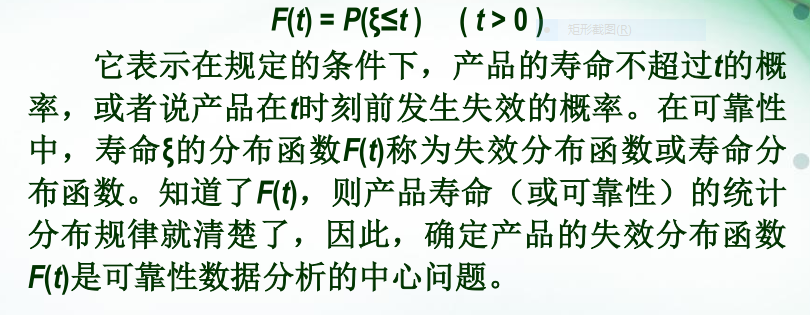 F(t) = P(ξ≤t )　( t > 0 )
矩形截图(R)
它表示在规定的条件下，产品的寿命不超过t的概
率，或者说产品在t时刻前发生失效的概率。在可靠性
中，寿命ξ的分布函数F(t)称为失效分布函数或寿命分
布函数。知道了F(t)，则产品寿命（或可靠性）的统计
分布规律就清楚了，因此，确定产品的失效分布函数
F(t)是可靠性数据分析的中心问题。